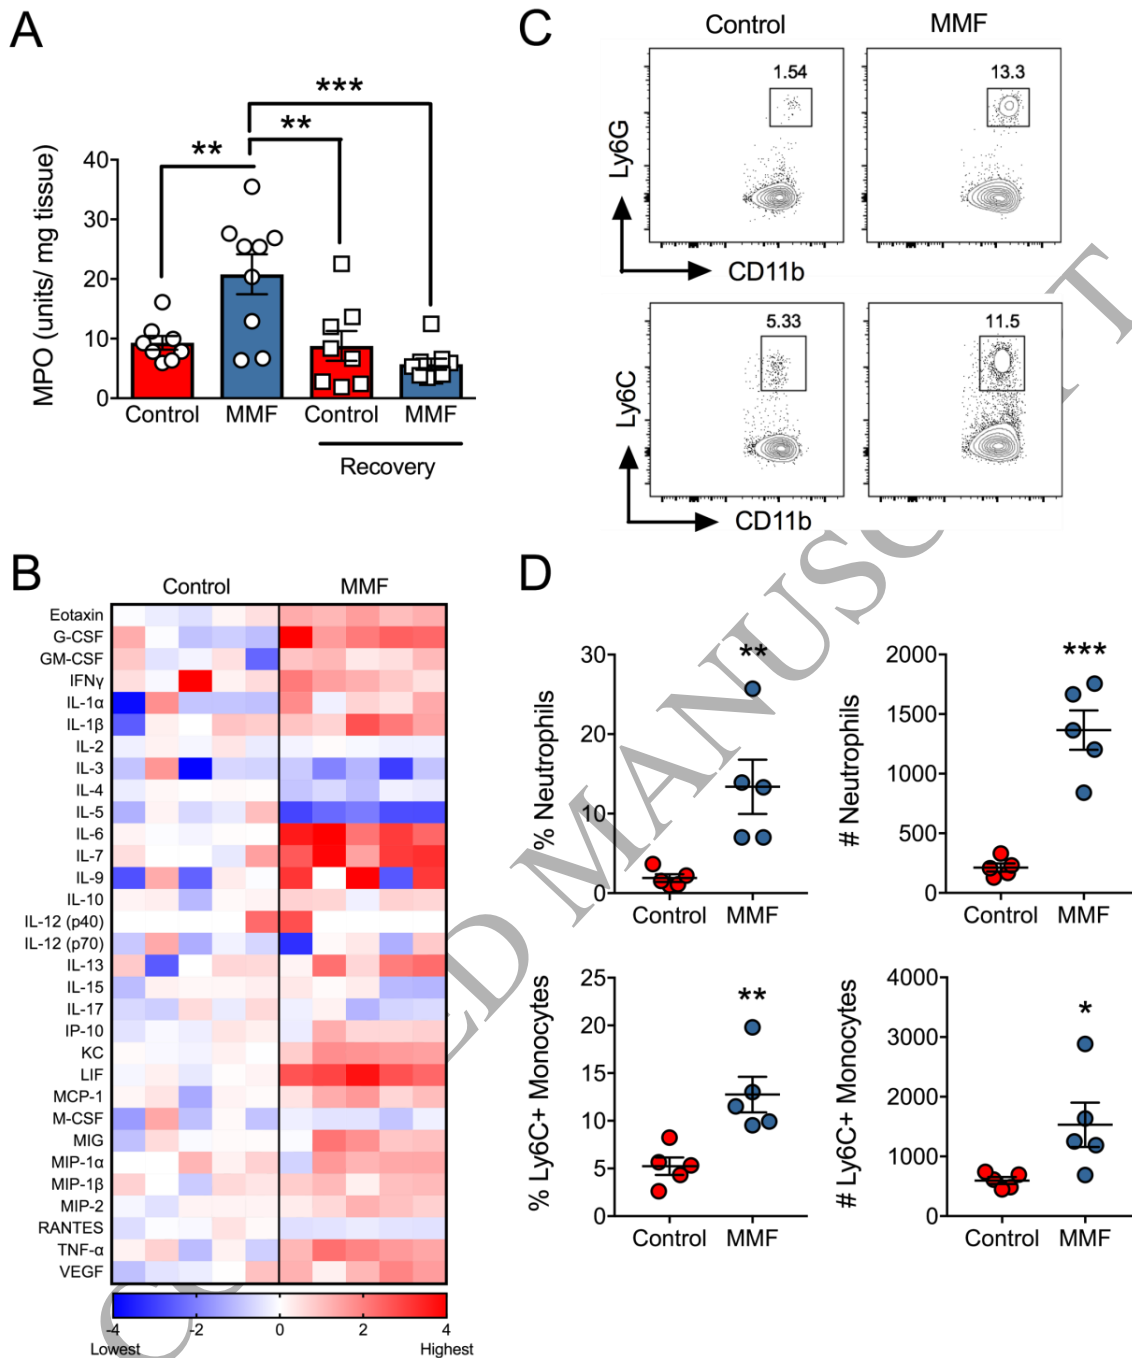 A
***
**
**
MPO (units/ mg tissue)
40
30
20
10
0
Control
MMF
Control
MMF
Recovery
C
Control
MMF
1.54
13.3
Ly6G
CD11b
5.33
11.5
Ly6C
CD11b
B
Control
MMF
Eotaxin
G-CSF
GM-CSF
IFNγ
IL-1α
IL-1β
IL-2
IL-3
IL-4
IL-5
IL-6
IL-7
IL-9
IL-10
IL-12 (p40)
IL-12 (p70)
IL-13
IL-15
IL-17
IP-10
KC
LIF
MCP-1
M-CSF
MIG
MIP-1α
MIP-1β
MIP-2
RANTES
TNF-α
VEGF
-4
-2
0
2
4
Lowest
Highest
D
% Neutrophils
30
20
10
0
**
Control
MMF
# Neutrophils
2000
1500
1000
500
0
***
Control
MMF
% Ly6C+ Monocytes
25
20
15
10
5
0
**
Control
MMF
# Ly6C+ Monocytes
4000
3000
2000
1000
0
*
Control
MMF
ED MANUSCRIPT